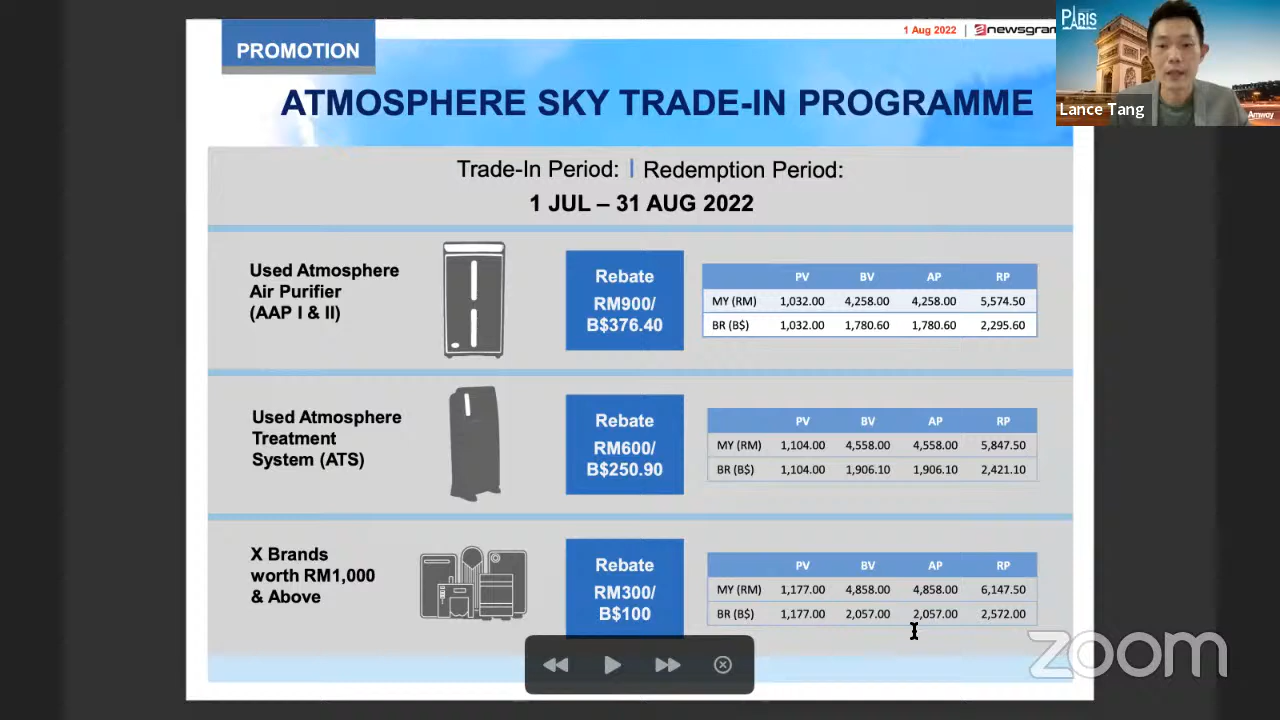 PROMOTION
1 Aug 2022 | newsgram
ATMOSPHERE SKY TRADE-IN PROGRAMME
PARIS
Lance Tang
Amway
Trade-In Period: | Redemption Period:
1 JUL – 31 AUG 2022
Used Atmosphere
Air Purifier
(AAP I & II)
Rebate
RM900/
B$376.40
PV BV AP RP
MY (RM) 1,032.00 4,258.00 4,258.00 5,574.50
BR (B$) 1,032.00 1,780.60 1,780.60 2,295.60
Used Atmosphere
Treatment
System (ATS)
Rebate
RM600/
B$250.90
PV BV AP RP
MY (RM) 1,104.00 4,558.00 4,558.00 5,847.50
BR (B$) 1,104.00 1,906.10 1,906.10 2,421.10
X Brands
worth RM1,000
& Above
Rebate
RM300/
B$100
PV BV AP RP
MY (RM) 1,177.00 4,858.00 4,858.00 6,147.50
BR (B$) 1,177.00 2,057.00 2,057.00 2,572.00
zoom